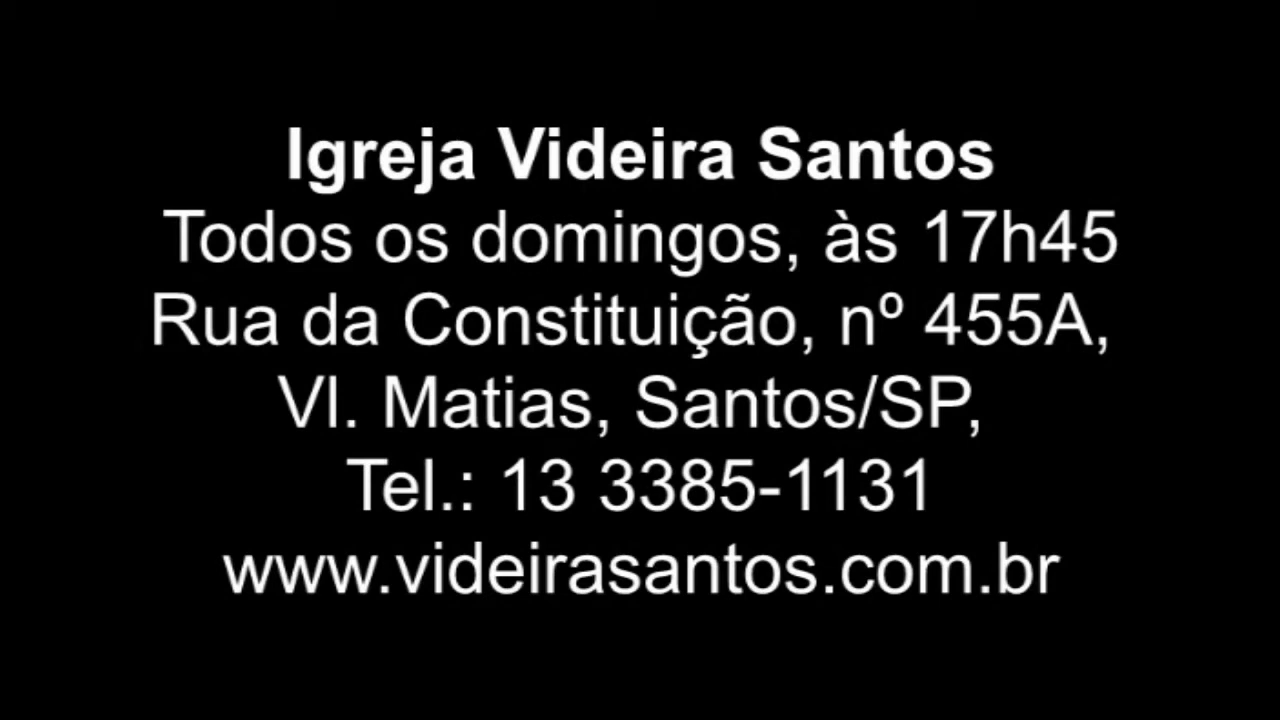 Igreja Videira Santos
Todos os domingos, às 17h45
Rua da Constituição, nº 455A,
Vl. Matias, Santos/SP,
Tel.: 13 3385-1131
www.videirasantos.com.br